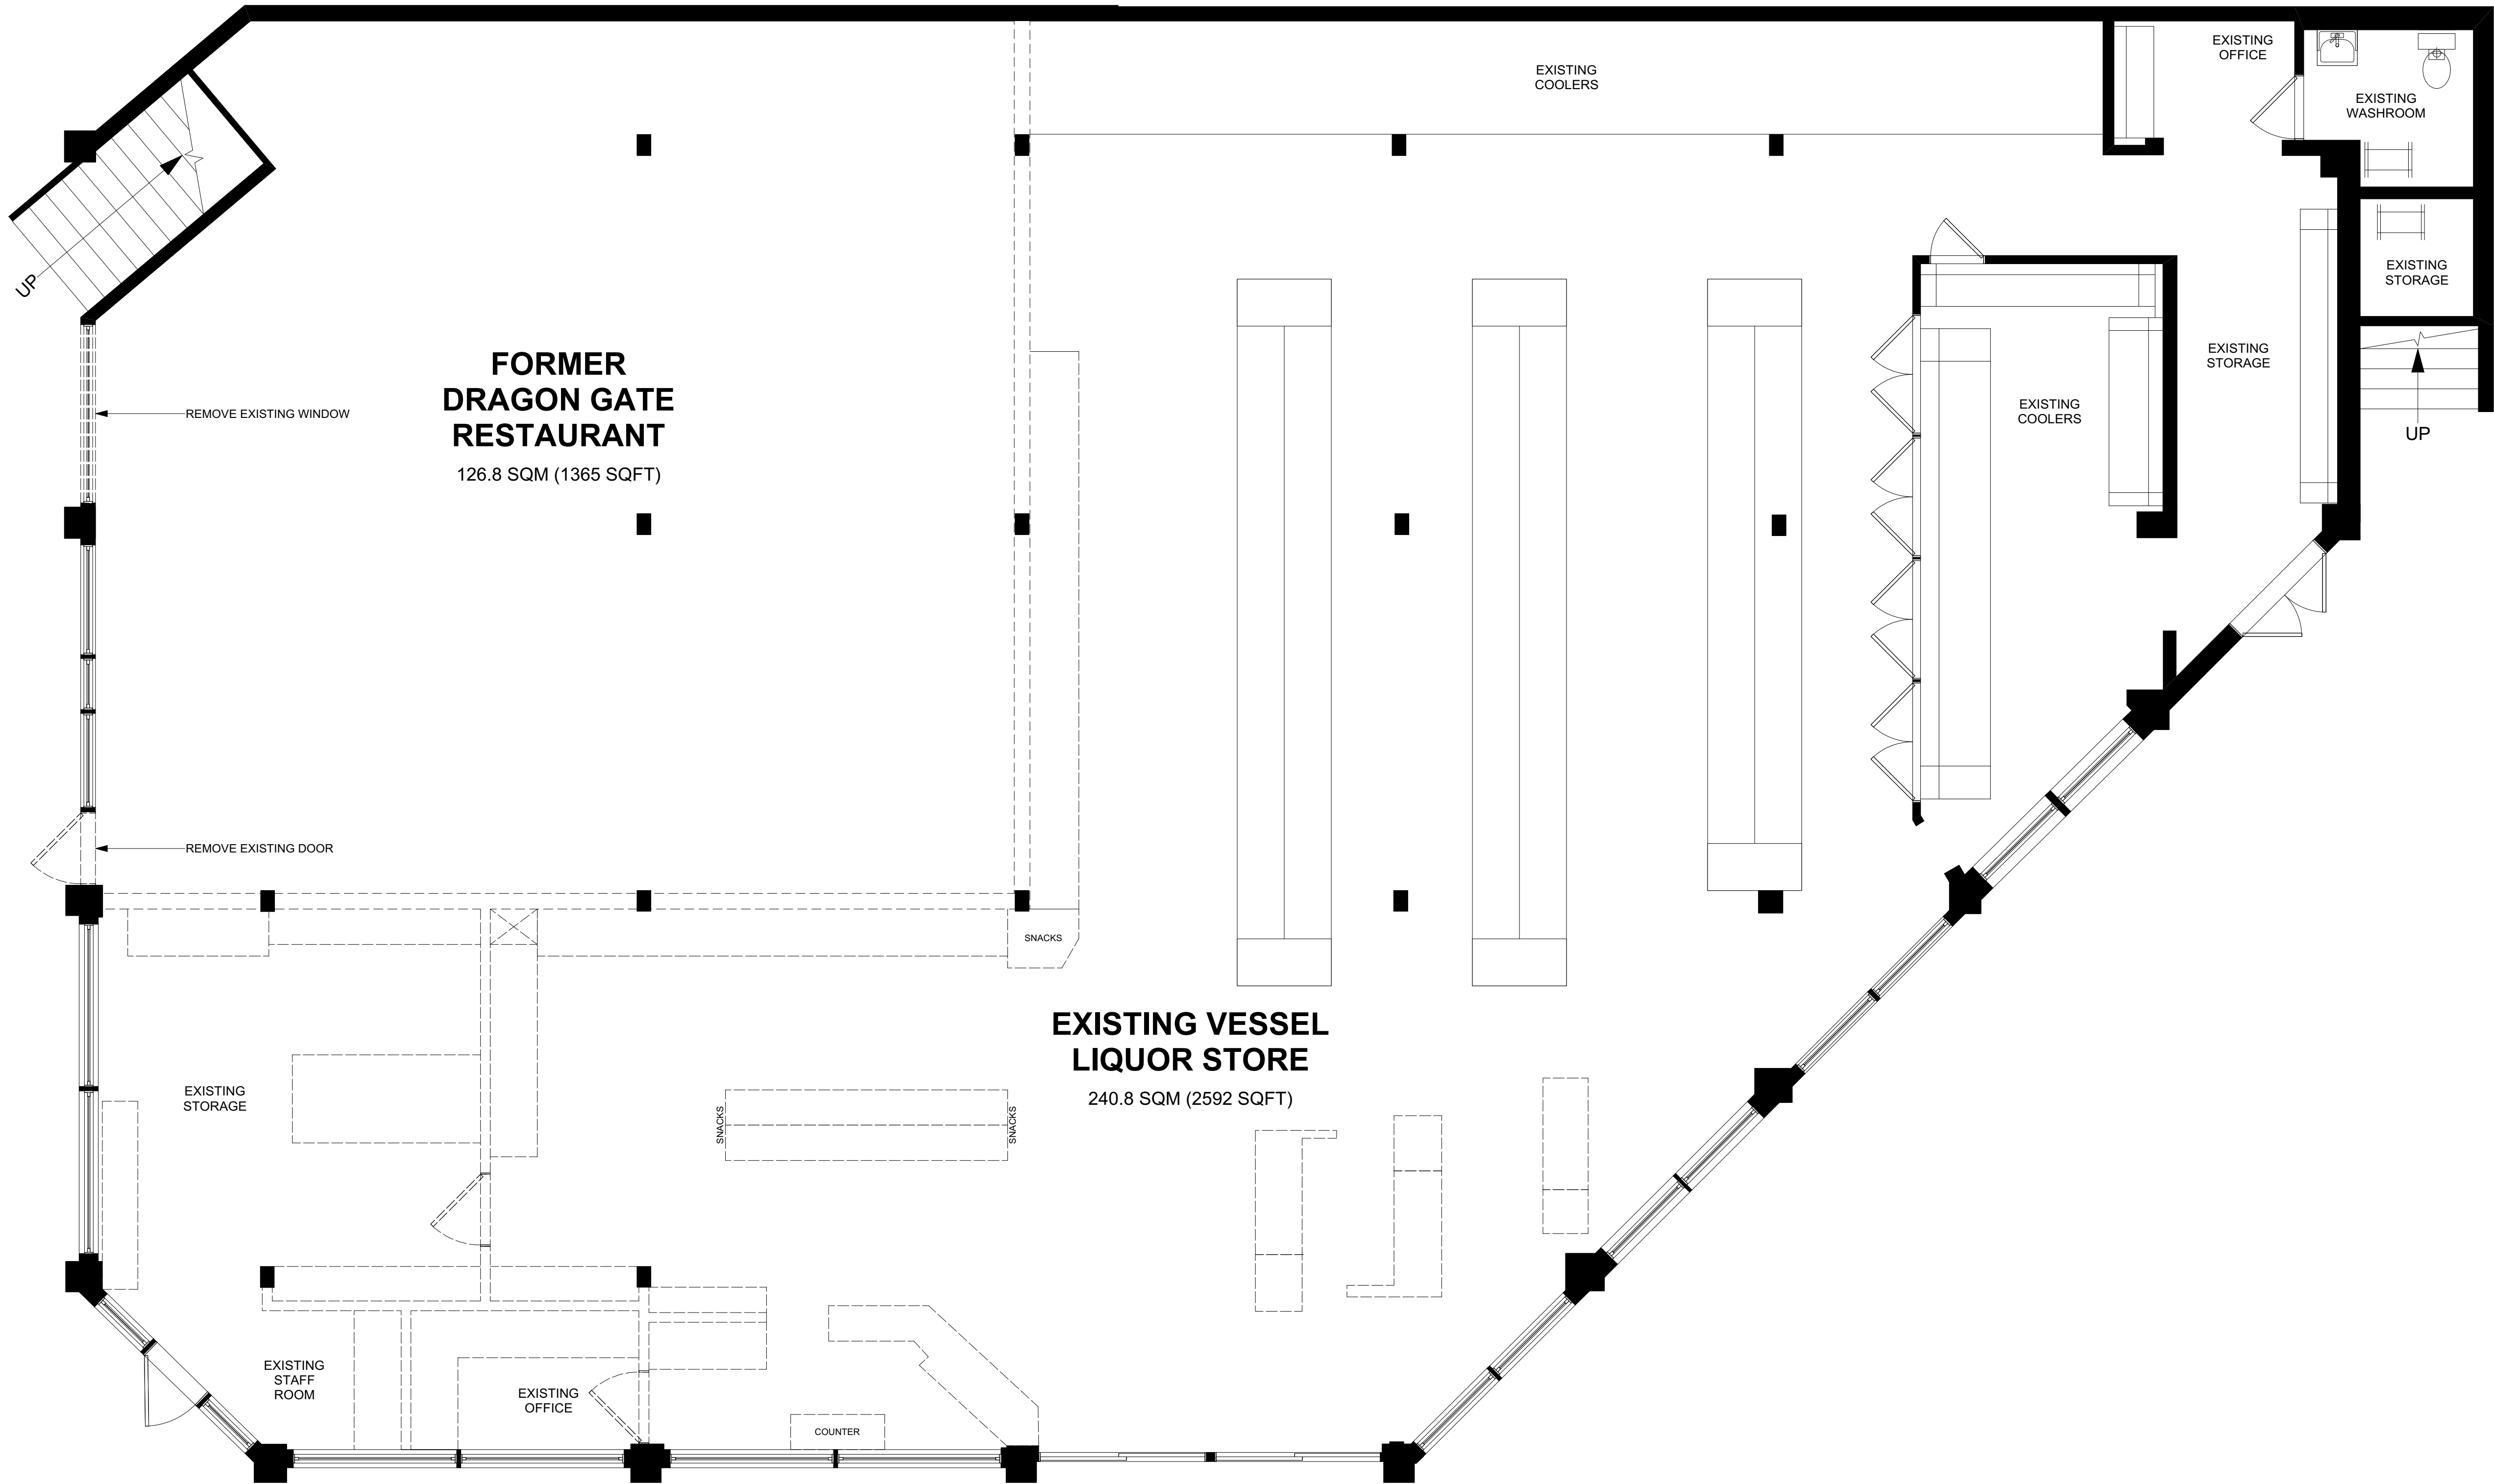 EXISTING
OFFICE
EXISTING
COOLERS
EXISTING
WASHROOM
UP
EXISTING
STORAGE
EXISTING
STORAGE
FORMER
DRAGON GATE
RESTAURANT
126.8 SQM (1365 SQFT)
REMOVE EXISTING WINDOW
EXISTING
COOLERS
UP
REMOVE EXISTING DOOR
SNACKS
EXISTING VESSEL
LIQUOR STORE
240.8 SQM (2592 SQFT)
EXISTING
STORAGE
SNACKS
SNACKS
EXISTING
STAFF
ROOM
EXISTING
OFFICE
COUNTER